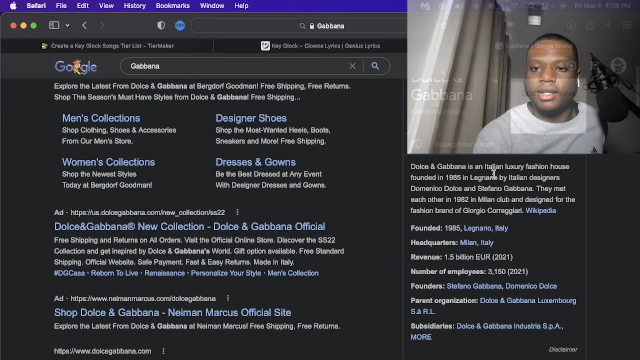 Safari File Edit View History Bookmarks Window Help
Fri Mar 4 4:06 PM
Gabbana
Create a Key Glock Songs Tier List - TierMaker
Key Glock – Clowns Lyrics | Genius Lyrics
Google
Gabbana
Explore the Latest From Dolce & Gabbana at Bergdorf Goodman! Free Shipping, Free Returns.
Shop This Season's Must Have Styles from Dolce & Gabbana! Free Shipping...
Men's Collections
Shop Clothing, Shoes & Accessories
From Our Men's Store.
Designer Shoes
Shop the Most-Wanted Heels, Boots,
Sneakers and More! Free Shipping.
Women's Collections
Shop the Newest Styles
Today at Bergdorf Goodman!
Dresses & Gowns
Be the Best Dressed at Any Event
With Designer Dresses & Gowns.
Ad · https://us.dolcegabbana.com/new_collection/ss22
Dolce&Gabbana® New Collection - Dolce & Gabbana Official
Free Shipping and Returns on All Orders. Visit the Official Online Store. Discover the SS22
Collection and get inspired by Dolce & Gabbana's World. Gift option available. Free Standard
Shipping. Official Website. Safe Payment. Fast & Easy Returns. Made in Italy.
#DGCasa · Reborn To Live · Renaissance · Personalize Your Style · Men's Collection
Ad · https://www.neimanmarcus.com/dolcegabbana
Shop Dolce & Gabbana - Neiman Marcus Official Site
Explore the Latest from Dolce & Gabbana at Neiman Marcus! Free Shipping, Free Returns.
https://www.dolcegabbana.com
Dolce &
Gabbana
Dolce & Gabbana is an Italian luxury fashion house
founded in 1985 in Legnano by Italian designers
Domenico Dolce and Stefano Gabbana. They met
each other in 1982 in Milan club and designed for the
fashion brand of Giorgio Correggiari. Wikipedia
Founded: 1985, Legnano, Italy
Headquarters: Milan, Italy
Revenue: 1.5 billion EUR (2021)
Number of employees: 3,150 (2021)
Founders: Stefano Gabbana, Domenico Dolce
Parent organization: Dolce & Gabbana Luxembourg
S.à R.L.
Subsidiaries: Dolce & Gabbana Industria S.p.A.,
MORE
Disclaimer